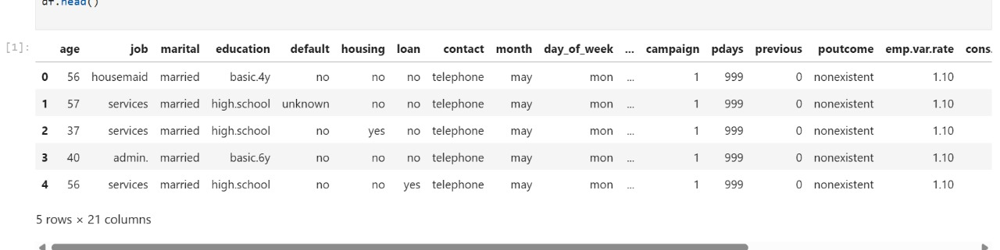 df.head()
[1]: age job marital education default housing loan contact month day_of_week ... campaign pdays previous poutcome emp.var.rate cons.
0 56 housemaid married basic.4y no no no telephone may mon ... 1 999 0 nonexistent 1.10
1 57 services married high.school unknown no no telephone may mon ... 1 999 0 nonexistent 1.10
2 37 services married high.school no yes no telephone may mon ... 1 999 0 nonexistent 1.10
3 40 admin. married basic.6y no no no telephone may mon ... 1 999 0 nonexistent 1.10
4 56 services married high.school no no yes telephone may mon ... 1 999 0 nonexistent 1.10
5 rows × 21 columns